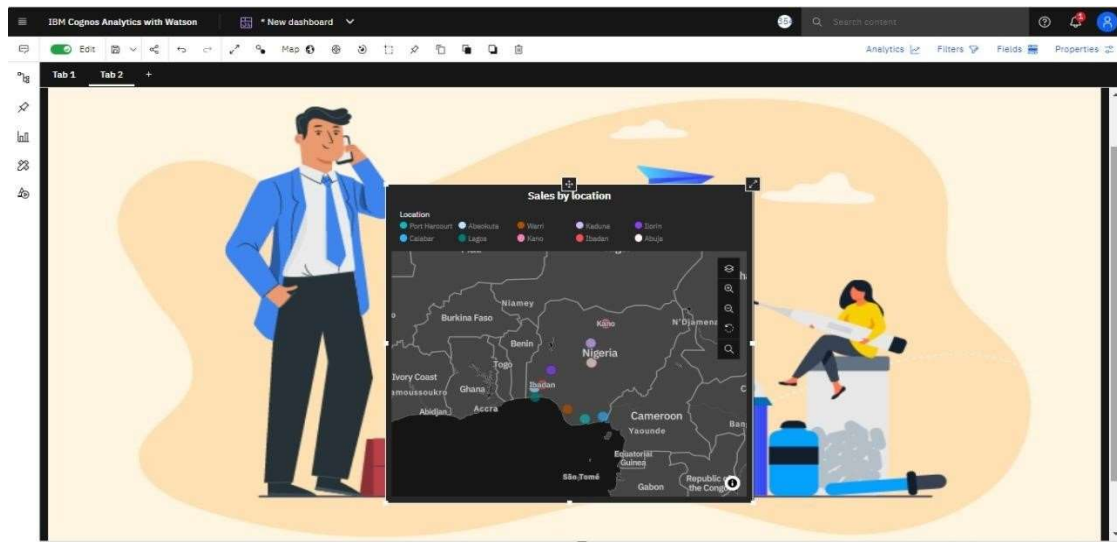 IBM Cognos Analytics with Watson
* New dashboard
Search content
Edit
Map
Analytics
Filters
Fields
Properties
Tab 1
Tab 2
+
Sales by location
Location
Port Harcourt Abeokuta Warri Kaduna Ilorin
Calabar Lagos Kano Ibadan Abuja
Niamey
Burkina Faso
Kano
N'Djamena
Benin
Nigeria
Togo
Ivory Coast
Ghana
Ibadan
Abidjan
Accra
Cameroon
Yaounde
Equatorial
Guinea
São Tomé
Gabon
Republic
the Congo